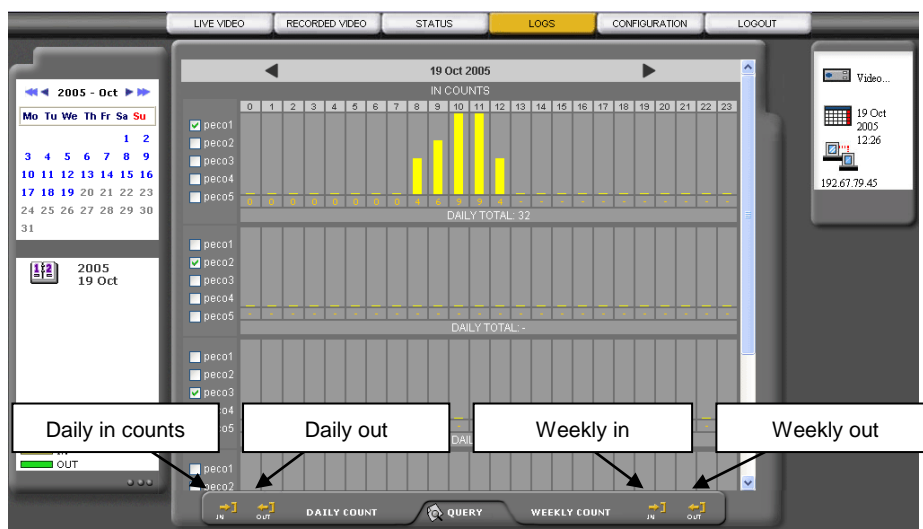 LIVE VIDEO RECORDED VIDEO STATUS LOGS CONFIGURATION LOGOUT
2005 - Oct
Mo Tu We Th Fr Sa Su
1 2
3 4 5 6 7 8 9
10 11 12 13 14 15 16
17 18 19 20 21 22 23
24 25 26 27 28 29 30
31
1 2
2005
19 Oct
OUT
19 Oct 2005
IN COUNTS
0 1 2 3 4 5 6 7 8 9 10 11 12 13 14 15 16 17 18 19 20 21 22 23
peco1
peco2
peco3
peco4
peco5
0 0 0 0 0 0 0 0 4 6 9 9 4 - - - - - - - - - - -
DAILY TOTAL: 32
peco1
peco2
peco3
peco4
peco5
- - - - - - - - - - - - - - - - - - - - - - - -
DAILY TOTAL: -
peco1
peco2
peco3
peco1
peco2
Video...
19 Oct
2005
12:26
192.67.79.45
Daily in counts
Daily out
Weekly in
Weekly out
IN OUT DAILY COUNT QUERY WEEKLY COUNT IN OUT